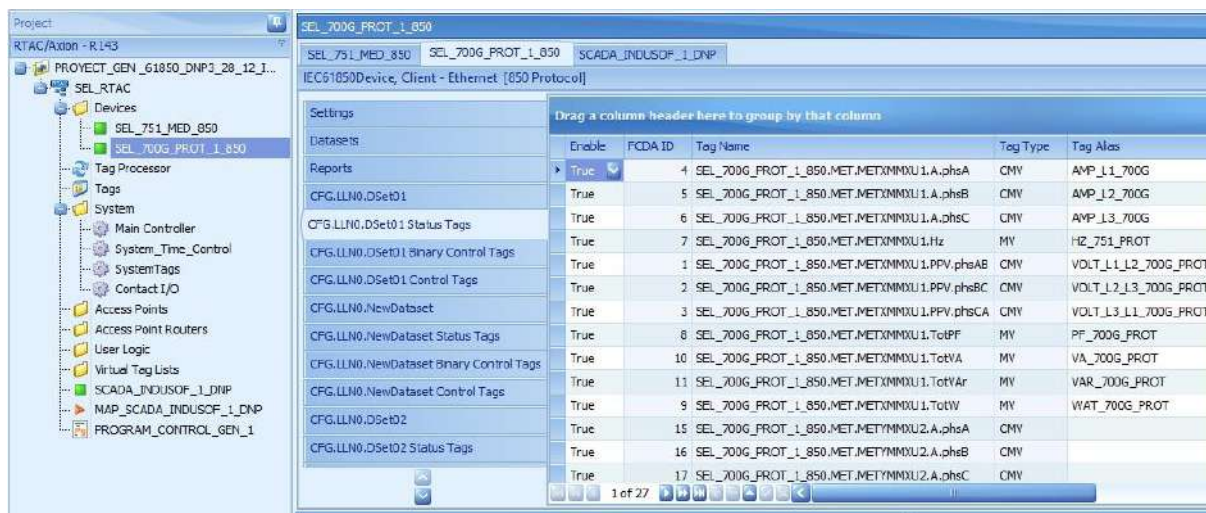 Project
RTAC/Axion - R143
PROYECT_GEN _61850_DNP3_28_12_I...
SEL_RTAC
Devices
SEL_751_MED_850
SEL_700G_PROT_1_850
Tag Processor
Tags
System
Main Controller
System_Time_Control
SystemTags
Contact I/O
Access Points
Access Point Routers
User Logic
Virtual Tag Lists
SCADA_INDUSOF_1_DNP
MAP_SCADA_INDUSOF_1_DNP
PROGRAM_CONTROL_GEN_1
SEL_700G_PROT_1_850
SEL_751_MED_850 SEL_700G_PROT_1_850 SCADA_INDUSOF_1_DNP
IEC61850Device, Client - Ethernet [850 Protocol]
Settings
Datasets
Reports
CFG.LLN0.DSet01
CFG.LLN0.DSet01 Status Tags
CFG.LLN0.DSet01 Binary Control Tags
CFG.LLN0.DSet01 Control Tags
CFG.LLN0.NewDataset
CFG.LLN0.NewDataset Status Tags
CFG.LLN0.NewDataset Binary Control Tags
CFG.LLN0.NewDataset Control Tags
CFG.LLN0.DSet02
CFG.LLN0.DSet02 Status Tags
Drag a column header here to group by that column
Enable FCDA ID Tag Name Tag Type Tag Alias
True 4 SEL_700G_PROT_1_850.MET.METXMMXU1.A.phsA CMV AMP_L1_700G
True 5 SEL_700G_PROT_1_850.MET.METXMMXU1.A.phsB CMV AMP_L2_700G
True 6 SEL_700G_PROT_1_850.MET.METXMMXU1.A.phsC CMV AMP_L3_700G
True 7 SEL_700G_PROT_1_850.MET.METXMMXU1.Hz MV HZ_751_PROT
True 1 SEL_700G_PROT_1_850.MET.METXMMXU1.PPV.phsAB CMV VOLT_L1_L2_700G_PROT
True 2 SEL_700G_PROT_1_850.MET.METXMMXU1.PPV.phsBC CMV VOLT_L2_L3_700G_PROT
True 3 SEL_700G_PROT_1_850.MET.METXMMXU1.PPV.phsCA CMV VOLT_L3_L1_700G_PROT
True 8 SEL_700G_PROT_1_850.MET.METXMMXU1.TotPF MV PF_700G_PROT
True 10 SEL_700G_PROT_1_850.MET.METXMMXU1.TotVA MV VA_700G_PROT
True 11 SEL_700G_PROT_1_850.MET.METXMMXU1.TotVAr MV VAR_700G_PROT
True 9 SEL_700G_PROT_1_850.MET.METXMMXU1.TotW MV WAT_700G_PROT
True 15 SEL_700G_PROT_1_850.MET.METYMMXU2.A.phsA CMV
True 16 SEL_700G_PROT_1_850.MET.METYMMXU2.A.phsB CMV
True 17 SEL_700G_PROT_1_850.MET.METYMMXU2.A.phsC CMV
1 of 27